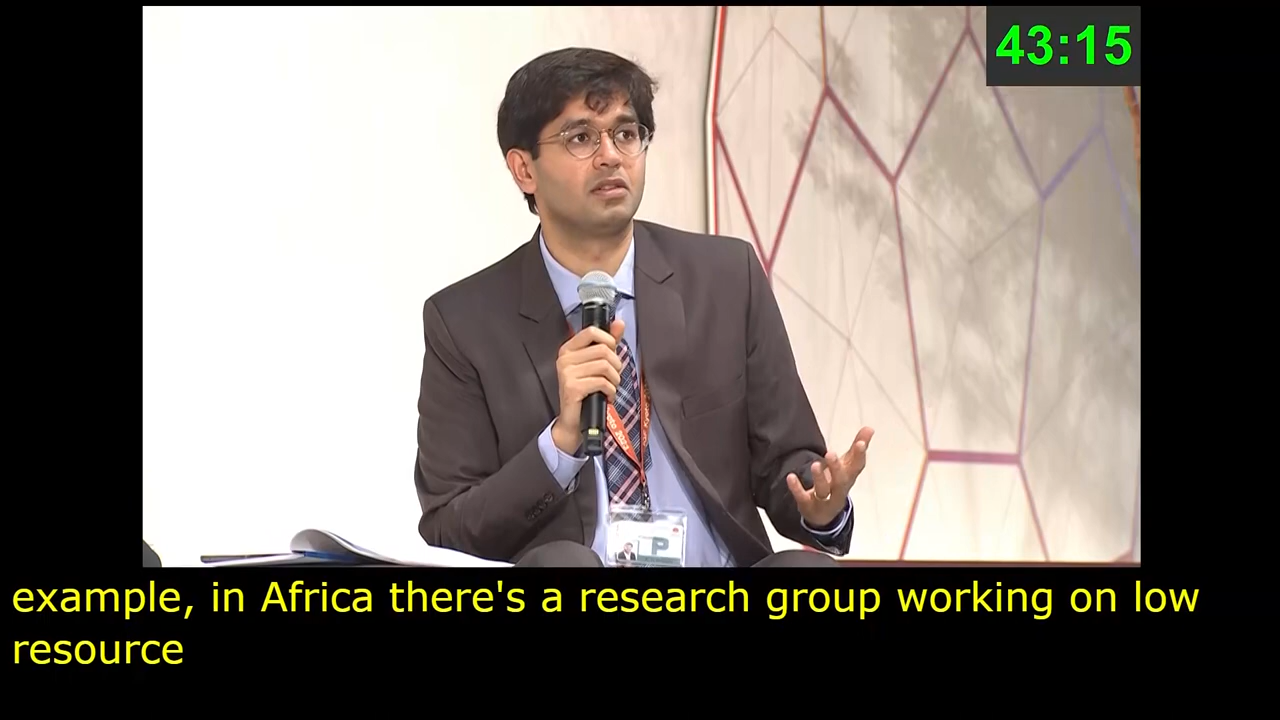 43:15
P
example, in Africa there's a research group working on low
resource